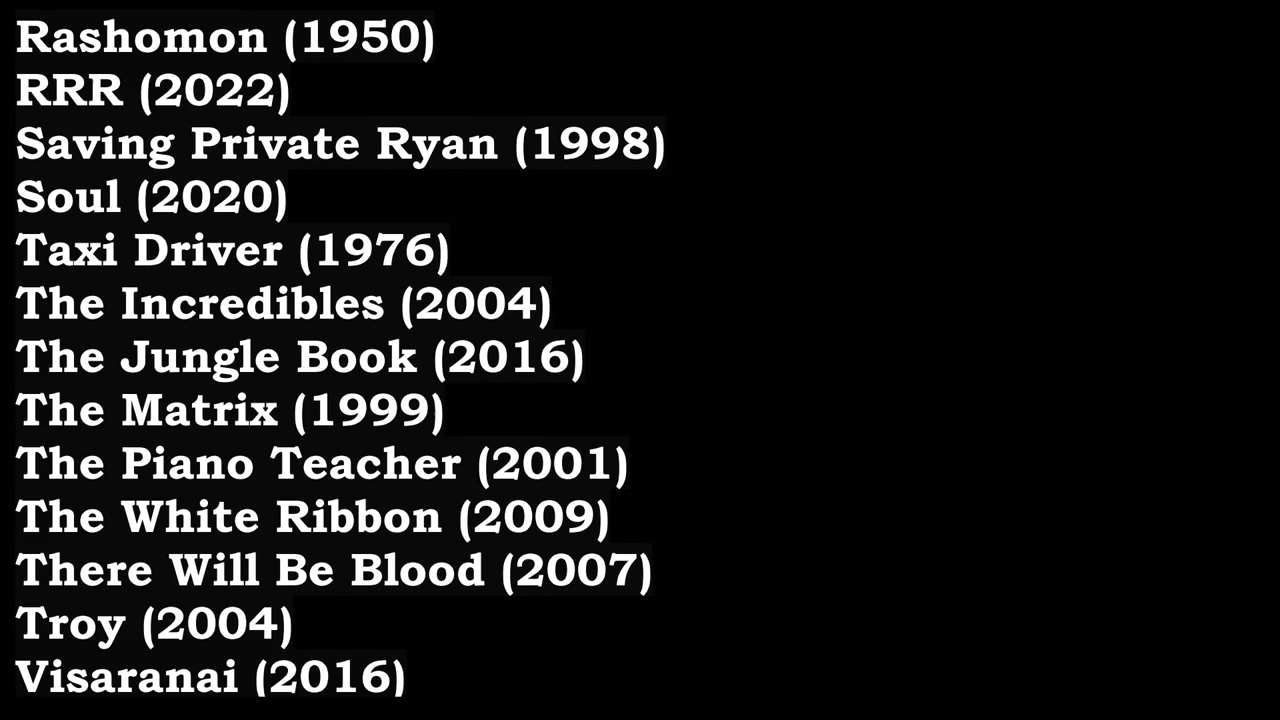 Rashomon (1950)
RRR (2022)
Saving Private Ryan (1998)
Soul (2020)
Taxi Driver (1976)
The Incredibles (2004)
The Jungle Book (2016)
The Matrix (1999)
The Piano Teacher (2001)
The White Ribbon (2009)
There Will Be Blood (2007)
Troy (2004)
Visaranai (2016)